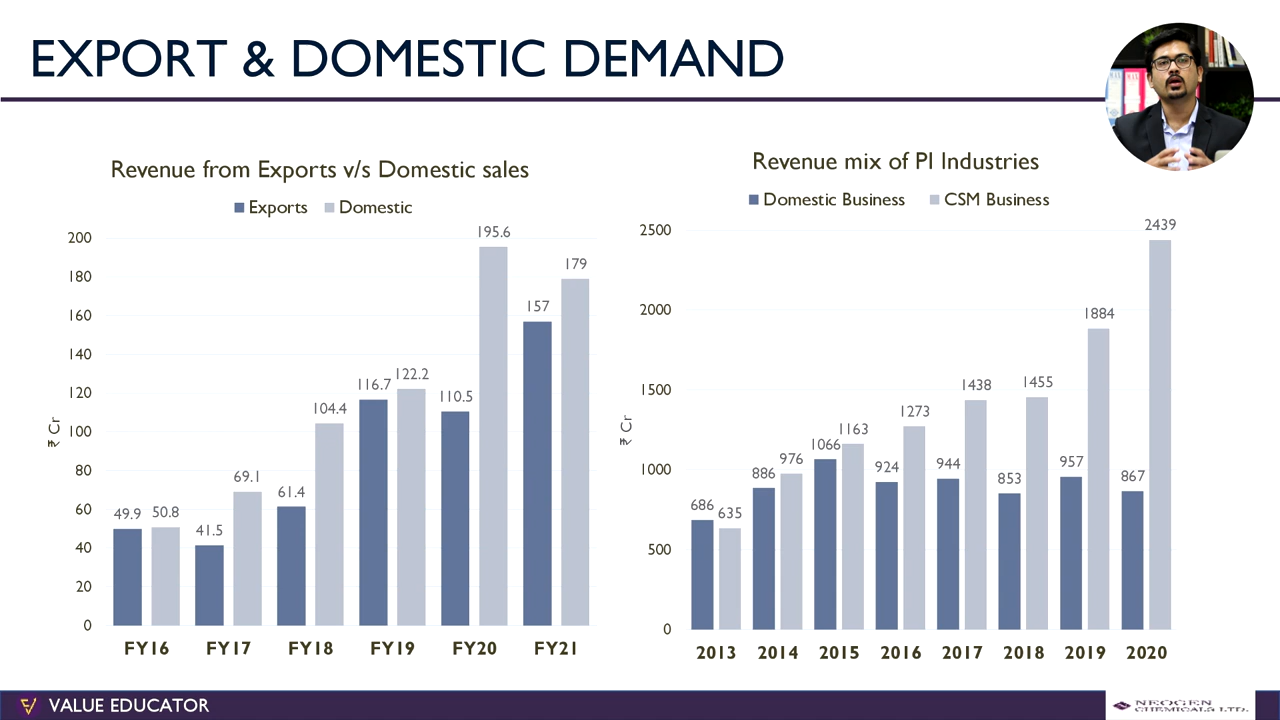 EXPORT & DOMESTIC DEMAND
Revenue from Exports v/s Domestic sales
Exports Domestic
200
180
160
140
120
100
80
60
40
20
0
₹ Cr
49.9 50.8
41.5 69.1
61.4 104.4
116.7 122.2
110.5 195.6
157 179
FY16 FY17 FY18 FY19 FY20 FY21
Revenue mix of PI Industries
Domestic Business CSM Business
2500
2000
1500
1000
500
0
₹ Cr
686 635
886 976
1066 1163
924 1273
944 1438
853 1455
957 1884
867 2439
2013 2014 2015 2016 2017 2018 2019 2020
VALUE EDUCATOR
NEOGEN
CHEMICALS LTD.